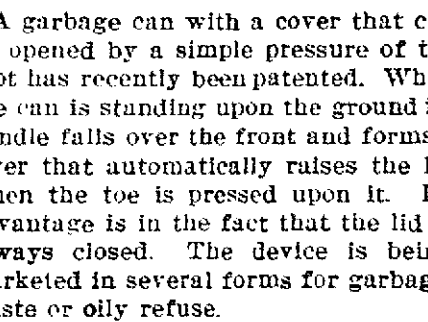 A garbage can with a cover that c
opened by a simple pressure of t
ot has recently been patented. Wh
e can is standing upon the ground i
ndle falls over the front and forms
ver that automatically raises the l
hen the toe is pressed upon it.
vantage is in the fact that the lid
ways closed. The device is bei
rketed in several forms for garbag
ste or oily refuse.